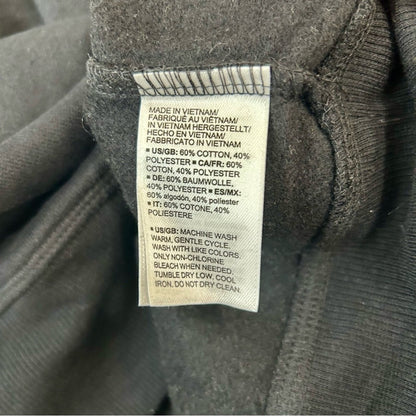 MADE IN VIETNAM/
FABRIQUÉ AU VIÊTNAM/
IN VIETNAM HERGESTELLT/
HECHO EN VIETNAM/
FABBRICATO IN VIETNAM
▪ US/GB: 60% COTTON, 40%
POLYESTER ▪ CA/FR: 60%
COTON, 40% POLYESTER
▪ DE: 60% BAUMWOLLE,
40% POLYESTER ▪ ES/MX:
60% algodón, 40% poliéster
▪ IT: 60% COTONE, 40%
POLIESTERE
▪ US/GB: MACHINE WASH
WARM, GENTLE CYCLE.
WASH WITH LIKE COLORS.
ONLY NON-CHLORINE
BLEACH WHEN NEEDED.
TUMBLE DRY LOW. COOL
IRON. DO NOT DRY CLEAN.